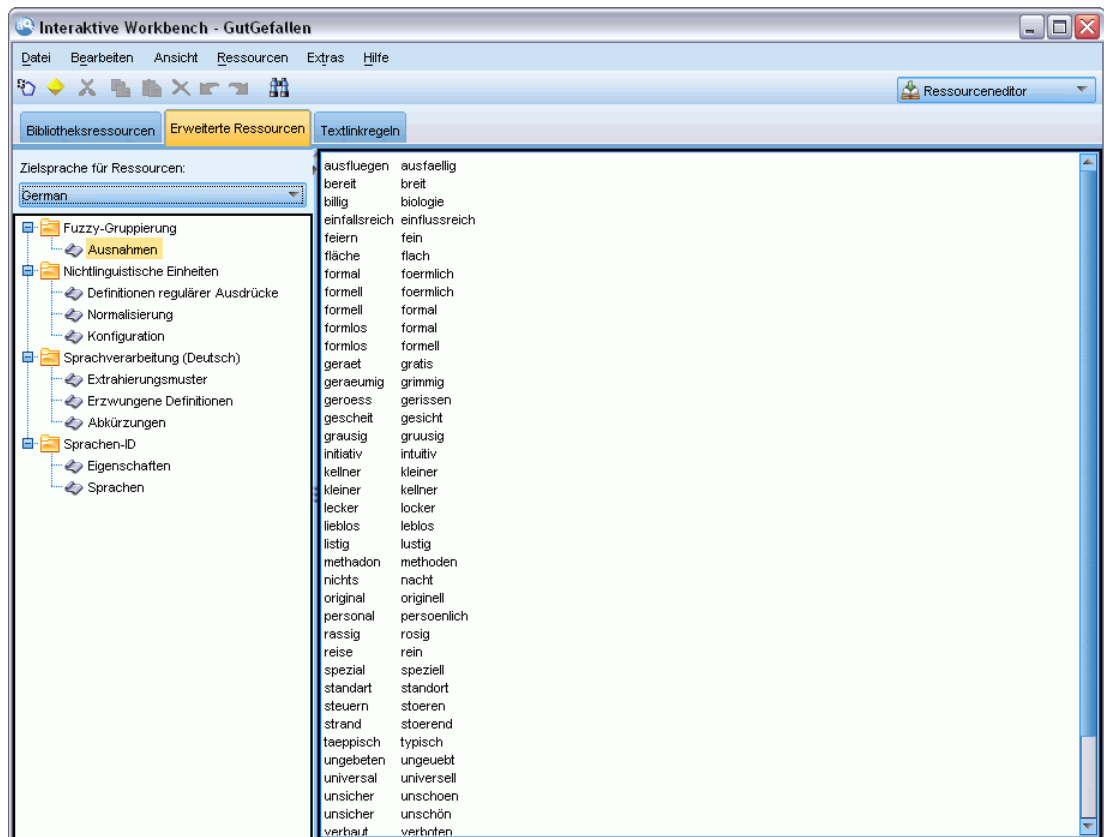 Interaktive Workbench - GutGefallen
Datei Bearbeiten Ansicht Ressourcen Extras Hilfe
Ressourceneditor
Bibliotheksressourcen Erweiterte Ressourcen Textlinkregeln
Zielsprache für Ressourcen:
German
Fuzzy-Gruppierung
Ausnahmen
Nichtlinguistische Einheiten
Definitionen regulärer Ausdrücke
Normalisierung
Konfiguration
Sprachverarbeitung (Deutsch)
Extrahierungsmuster
Erzwungene Definitionen
Abkürzungen
Sprachen-ID
Eigenschaften
Sprachen
ausfluegen ausfaellig
bereit breit
billig biologie
einfallsreich einflussreich
feiern fein
fläche flach
formal foermlich
formell foermlich
formell formal
formlos formal
formlos formell
geraet gratis
geraeumig grimmig
geroess gerissen
gescheit gesicht
grausig gruusig
initiativ intuitiv
kellner kleiner
kleiner kellner
lecker locker
lieblos leblos
listig lustig
methadon methoden
nichts nacht
original originell
personal persoenlich
rassig rosig
reise rein
spezial speziell
standart standort
steuern stoeren
strand stoerend
taeppisch typisch
ungebeten ungeuebt
universal universell
unsicher unschoen
unsicher unschön
verbaut verboten